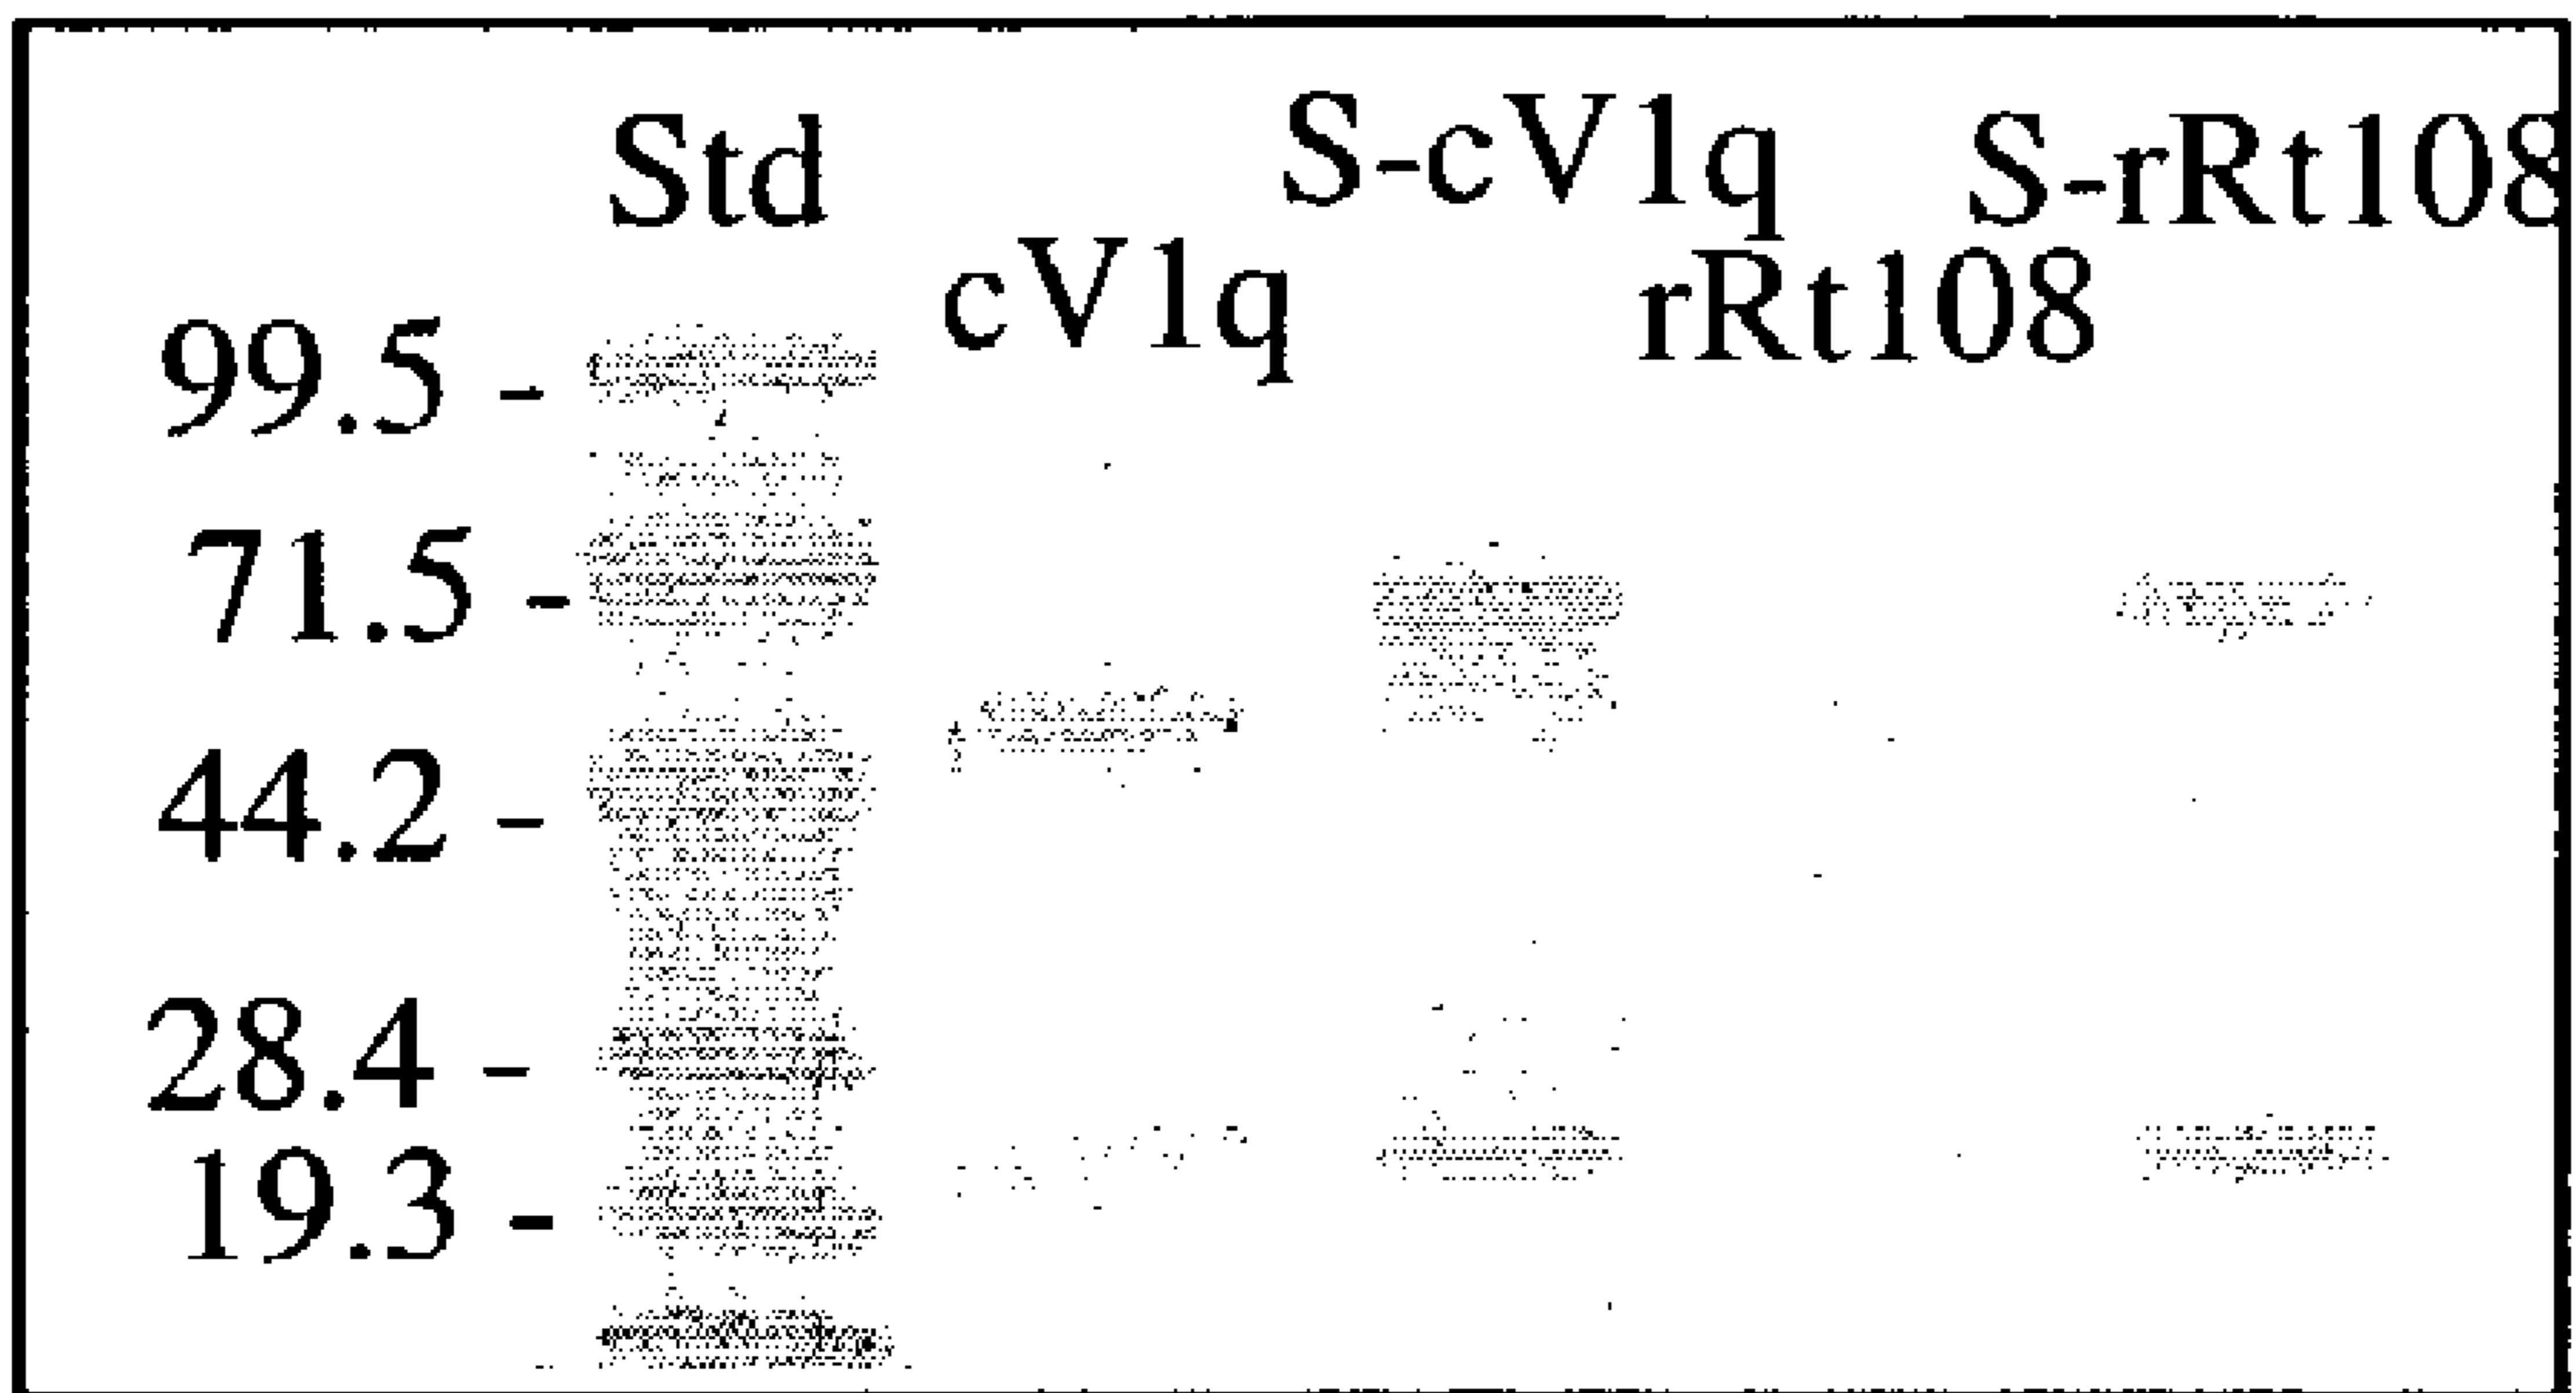 Std
S-cV1q
S-rRt108
cV1q
rRt108
99.5 -
71.5 -
44.2 -
28.4 -
19.3 -